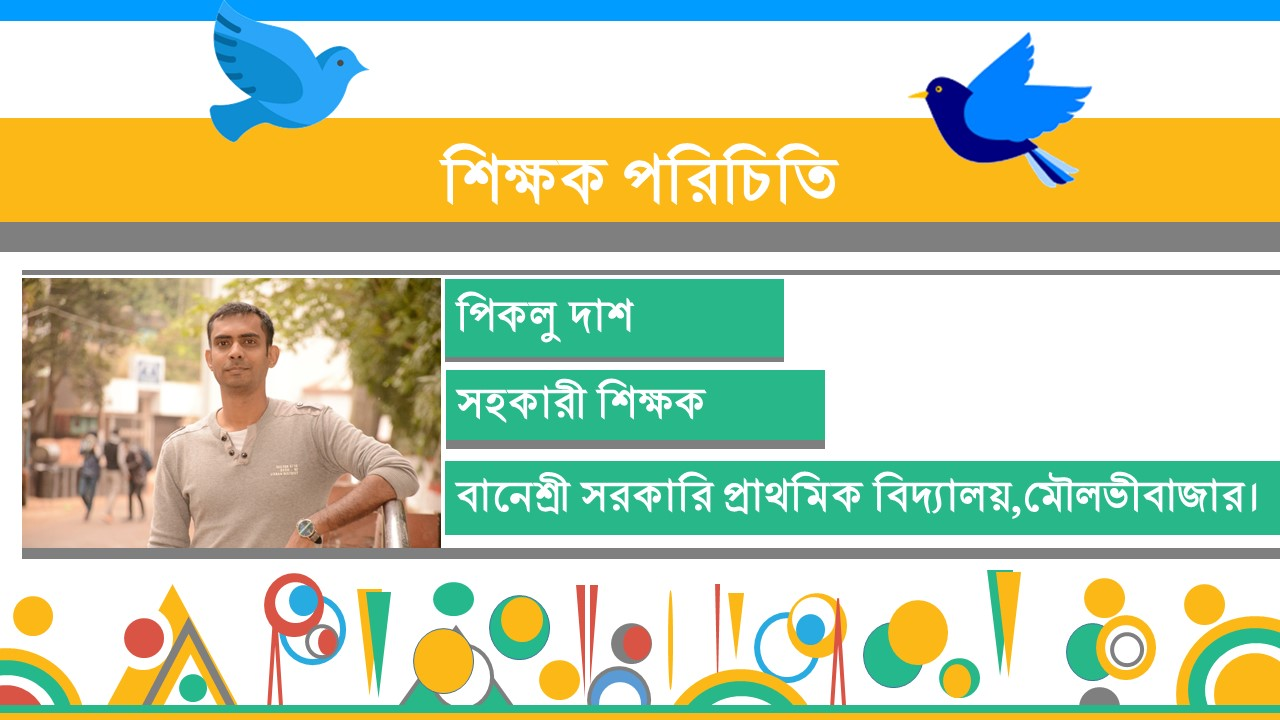 শিক্ষক পরিচিতি
পিকলু দাশ
সহকারী শিক্ষক
বানেশ্রী সরকারি প্রাথমিক বিদ্যালয়,মৌলভীবাজার।